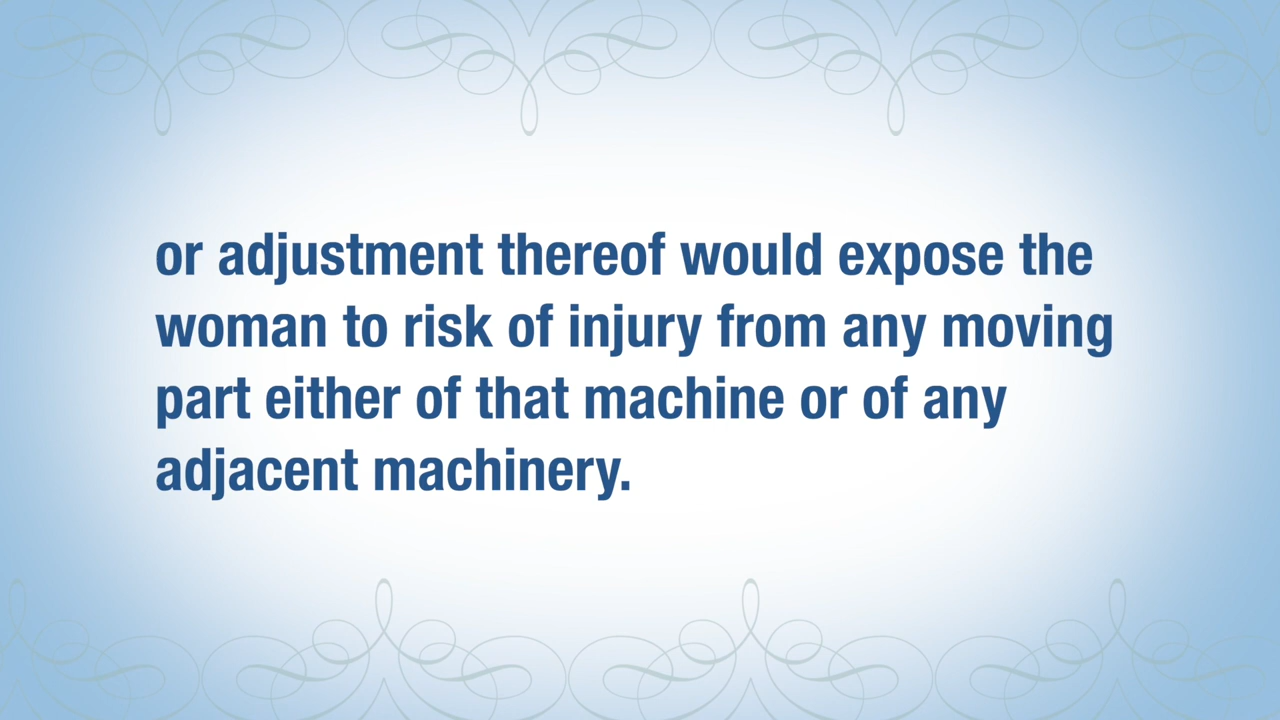 or adjustment thereof would expose the
woman to risk of injury from any moving
part either of that machine or of any
adjacent machinery.